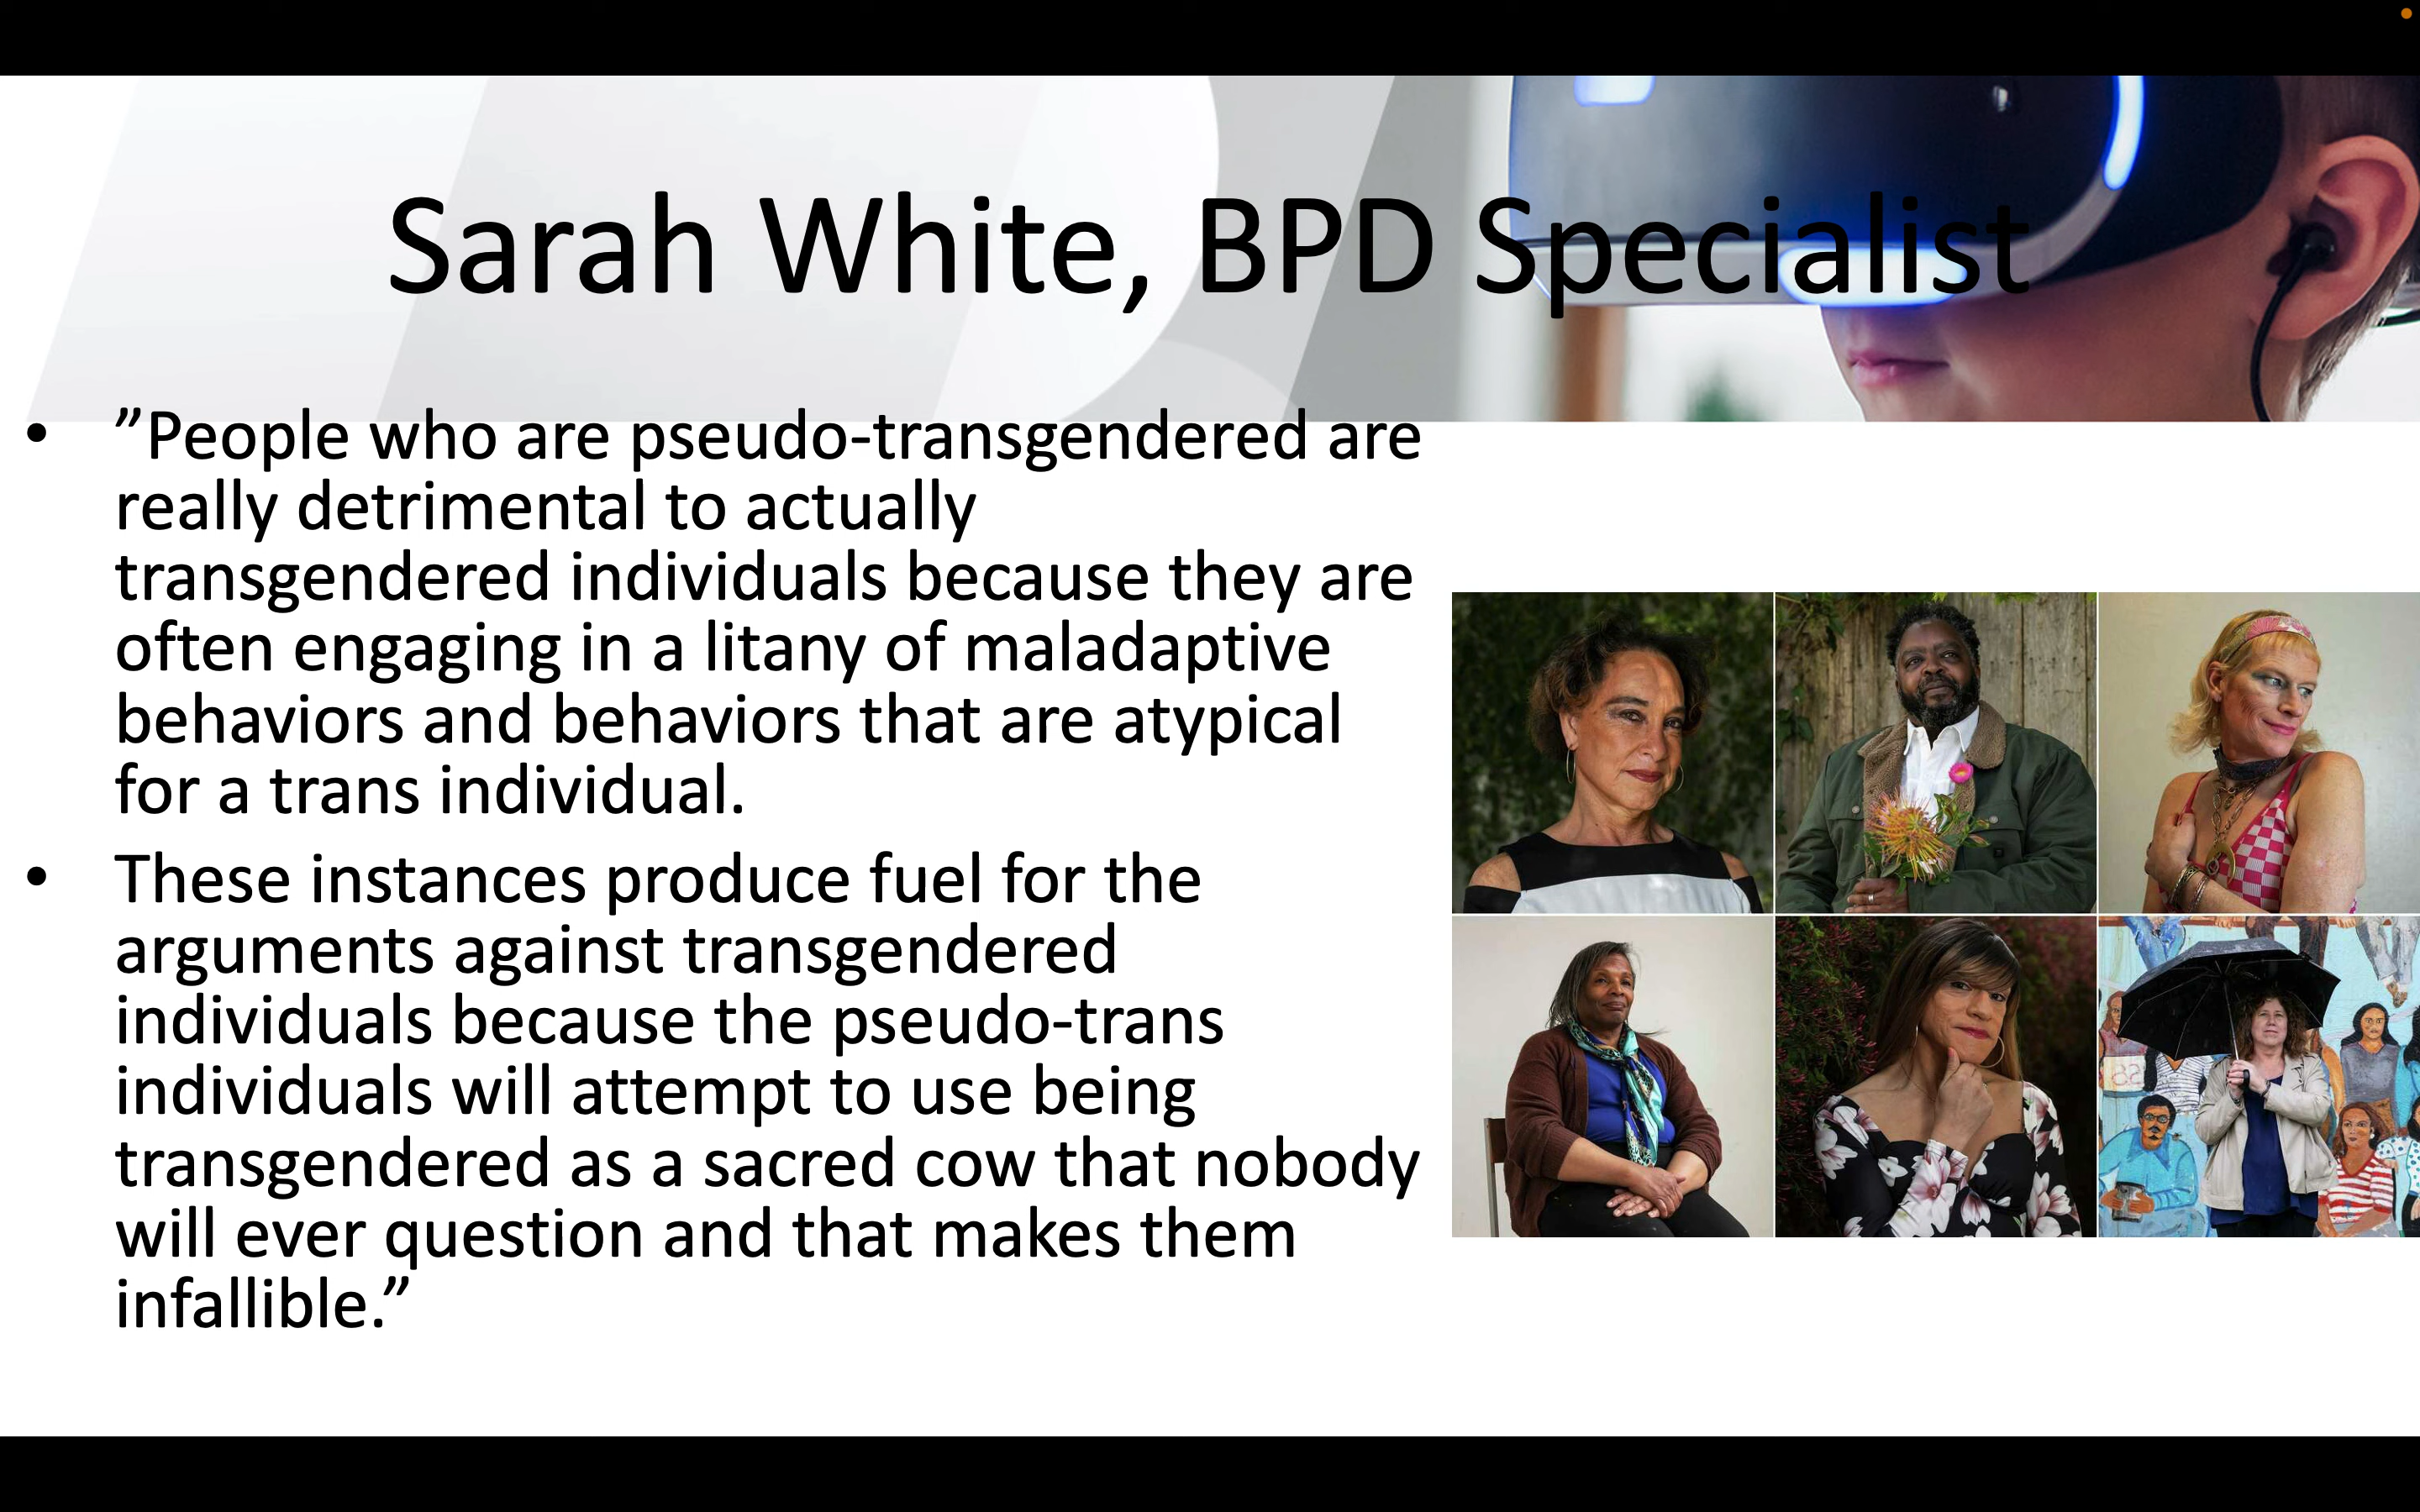 Sarah White, BPD Specialist
• ”People who are pseudo-transgendered are
really detrimental to actually
transgendered individuals because they are
often engaging in a litany of maladaptive
behaviors and behaviors that are atypical
for a trans individual.
• These instances produce fuel for the
arguments against transgendered
individuals because the pseudo-trans
individuals will attempt to use being
transgendered as a sacred cow that nobody
will ever question and that makes them
infallible.”